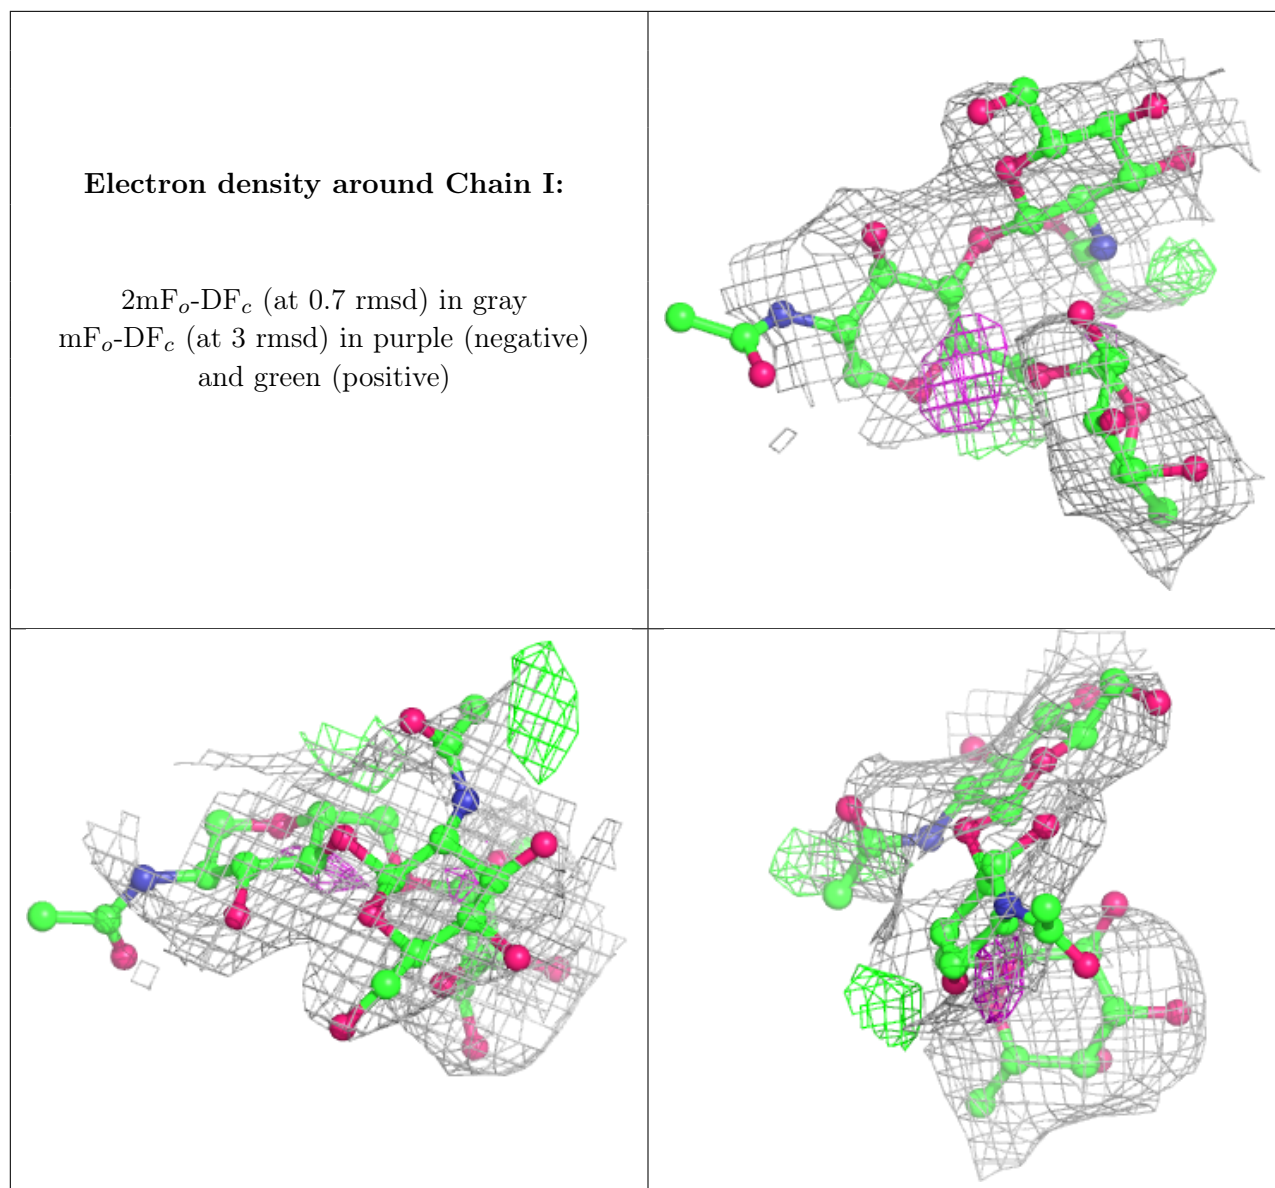 Electron density around Chain I:
2mFo-DFc (at 0.7 rmsd) in gray
mFo-DFc (at 3 rmsd) in purple (negative)
and green (positive)